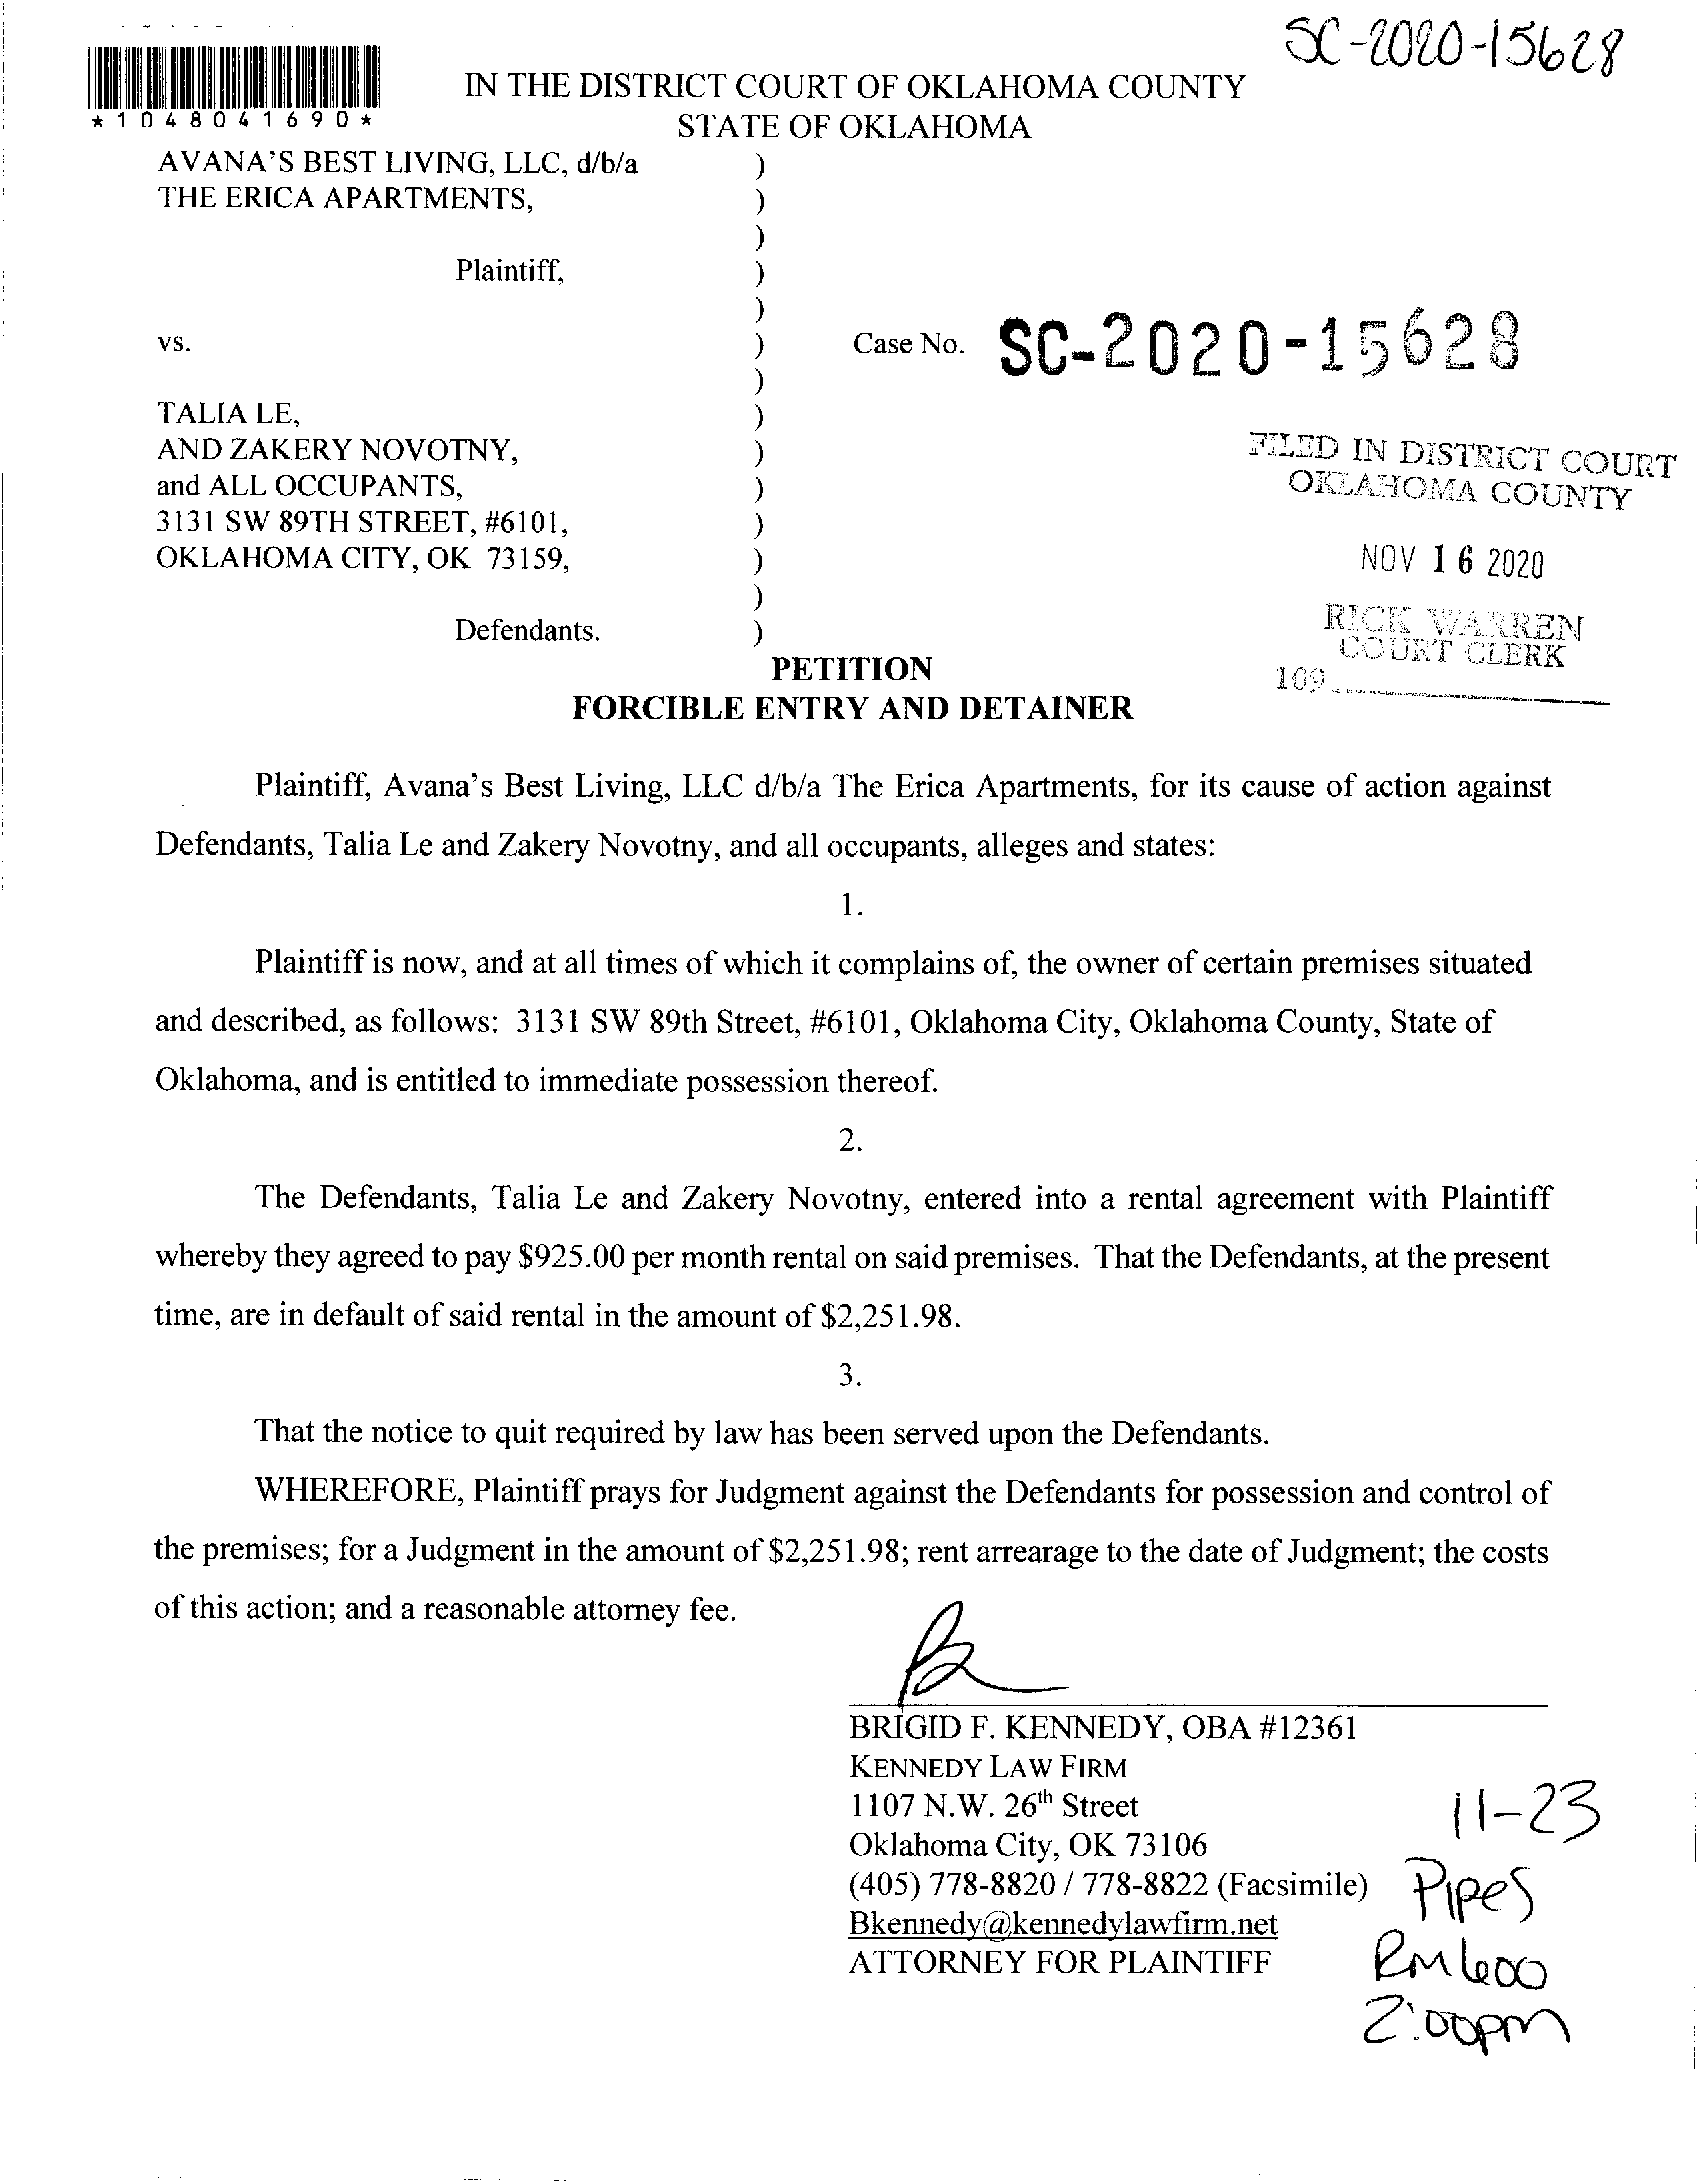 SC-2020-15628
*1048041690*
IN THE DISTRICT COURT OF OKLAHOMA COUNTY
STATE OF OKLAHOMA
AVANA'S BEST LIVING, LLC, d/b/a )
THE ERICA APARTMENTS, )
)
Plaintiff, )
)
vs. ) Case No. SC-2020-15628
)
TALIA LE, )
AND ZAKERY NOVOTNY, )
and ALL OCCUPANTS, )
3131 SW 89TH STREET, #6101, )
OKLAHOMA CITY, OK 73159, )
)
Defendants. )
FILED IN DISTRICT COURT
OKLAHOMA COUNTY
NOV 16 2020
RICK WARREN
COURT CLERK
109
PETITION
FORCIBLE ENTRY AND DETAINER
Plaintiff, Avana's Best Living, LLC d/b/a The Erica Apartments, for its cause of action against
Defendants, Talia Le and Zakery Novotny, and all occupants, alleges and states:
1.
Plaintiff is now, and at all times of which it complains of, the owner of certain premises situated
and described, as follows: 3131 SW 89th Street, #6101, Oklahoma City, Oklahoma County, State of
Oklahoma, and is entitled to immediate possession thereof.
2.
The Defendants, Talia Le and Zakery Novotny, entered into a rental agreement with Plaintiff
whereby they agreed to pay $925.00 per month rental on said premises. That the Defendants, at the present
time, are in default of said rental in the amount of $2,251.98.
3.
That the notice to quit required by law has been served upon the Defendants.
WHEREFORE, Plaintiff prays for Judgment against the Defendants for possession and control of
the premises; for a Judgment in the amount of $2,251.98; rent arrearage to the date of Judgment; the costs
of this action; and a reasonable attorney fee.
BRIGID F. KENNEDY, OBA #12361
KENNEDY LAW FIRM
1107 N.W. 26th Street
Oklahoma City, OK 73106
(405) 778-8820 / 778-8822 (Facsimile)
Bkennedy@kennedylawfirm.net
ATTORNEY FOR PLAINTIFF
11-23
Pipes
Rm 600
2:00pm